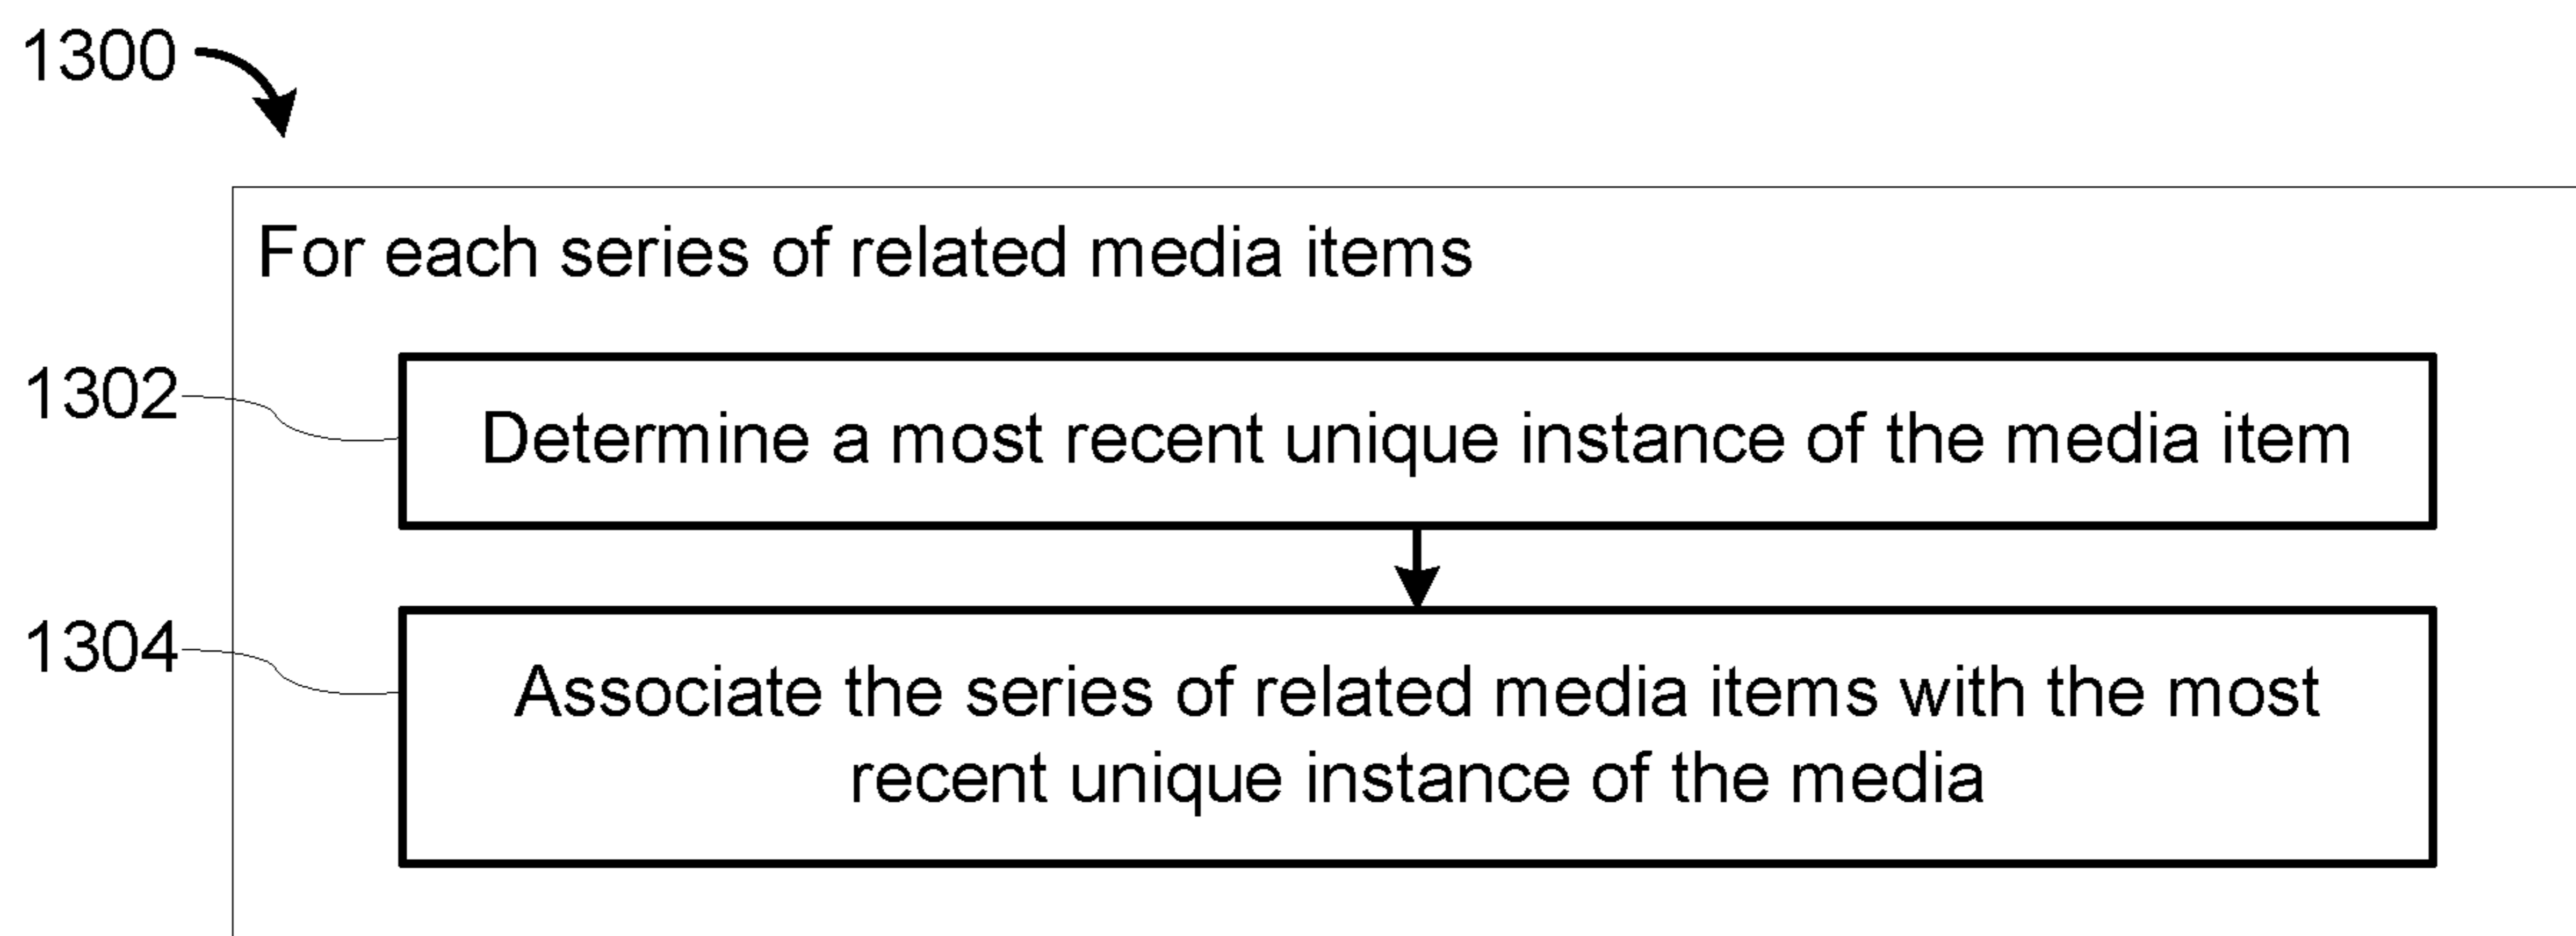 1300
For each series of related media items
1302
Determine a most recent unique instance of the media item
1304
Associate the series of related media items with the most
recent unique instance of the media